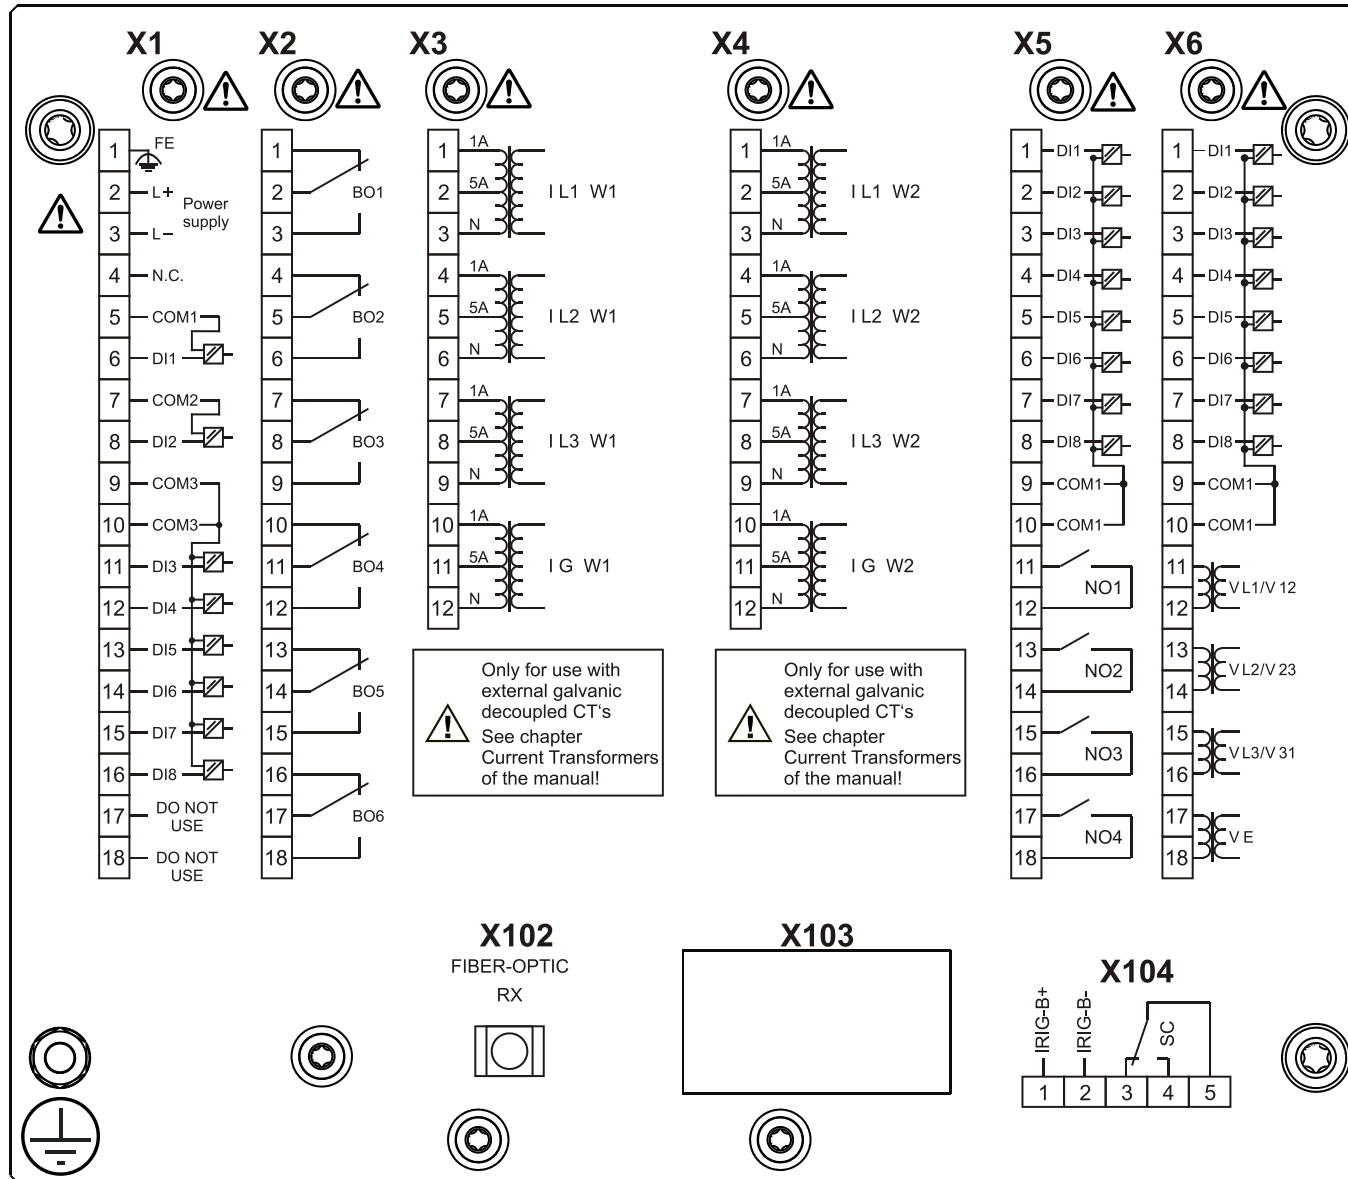 X1 X2 X3 X4 X5 X6
1 FE
2 L+
Power
supply
3 L–
4 N.C.
5 COM1
6 DI1
7 COM2
8 DI2
9 COM3
10 COM3
11 DI3
12 DI4
13 DI5
14 DI6
15 DI7
16 DI8
17 DO NOT
USE
18 DO NOT
USE
1
2 BO1
3
4
5 BO2
6
7
8 BO3
9
10
11 BO4
12
13
14 BO5
15
16
17 BO6
18
1 1A
2 5A I L1 W1
3 N
4 1A
5 5A I L2 W1
6 N
7 1A
8 5A I L3 W1
9 N
10 1A
11 5A I G W1
12 N
Only for use with
external galvanic
decoupled CT‘s
See chapter
Current Transformers
of the manual!
1 1A
2 5A I L1 W2
3 N
4 1A
5 5A I L2 W2
6 N
7 1A
8 5A I L3 W2
9 N
10 1A
11 5A I G W2
12 N
Only for use with
external galvanic
decoupled CT‘s
See chapter
Current Transformers
of the manual!
1 DI1
2 DI2
3 DI3
4 DI4
5 DI5
6 DI6
7 DI7
8 DI8
9 COM1
10 COM1
11
NO1
12
13
NO2
14
15
NO3
16
17
NO4
18
1 DI1
2 DI2
3 DI3
4 DI4
5 DI5
6 DI6
7 DI7
8 DI8
9 COM1
10 COM1
11
V L1/V 12
12
13
V L2/V 23
14
15
V L3/V 31
16
17
V E
18
X102
FIBER-OPTIC
RX
X103
X104
IRIG-B+
IRIG-B-
SC
1 2 3 4 5